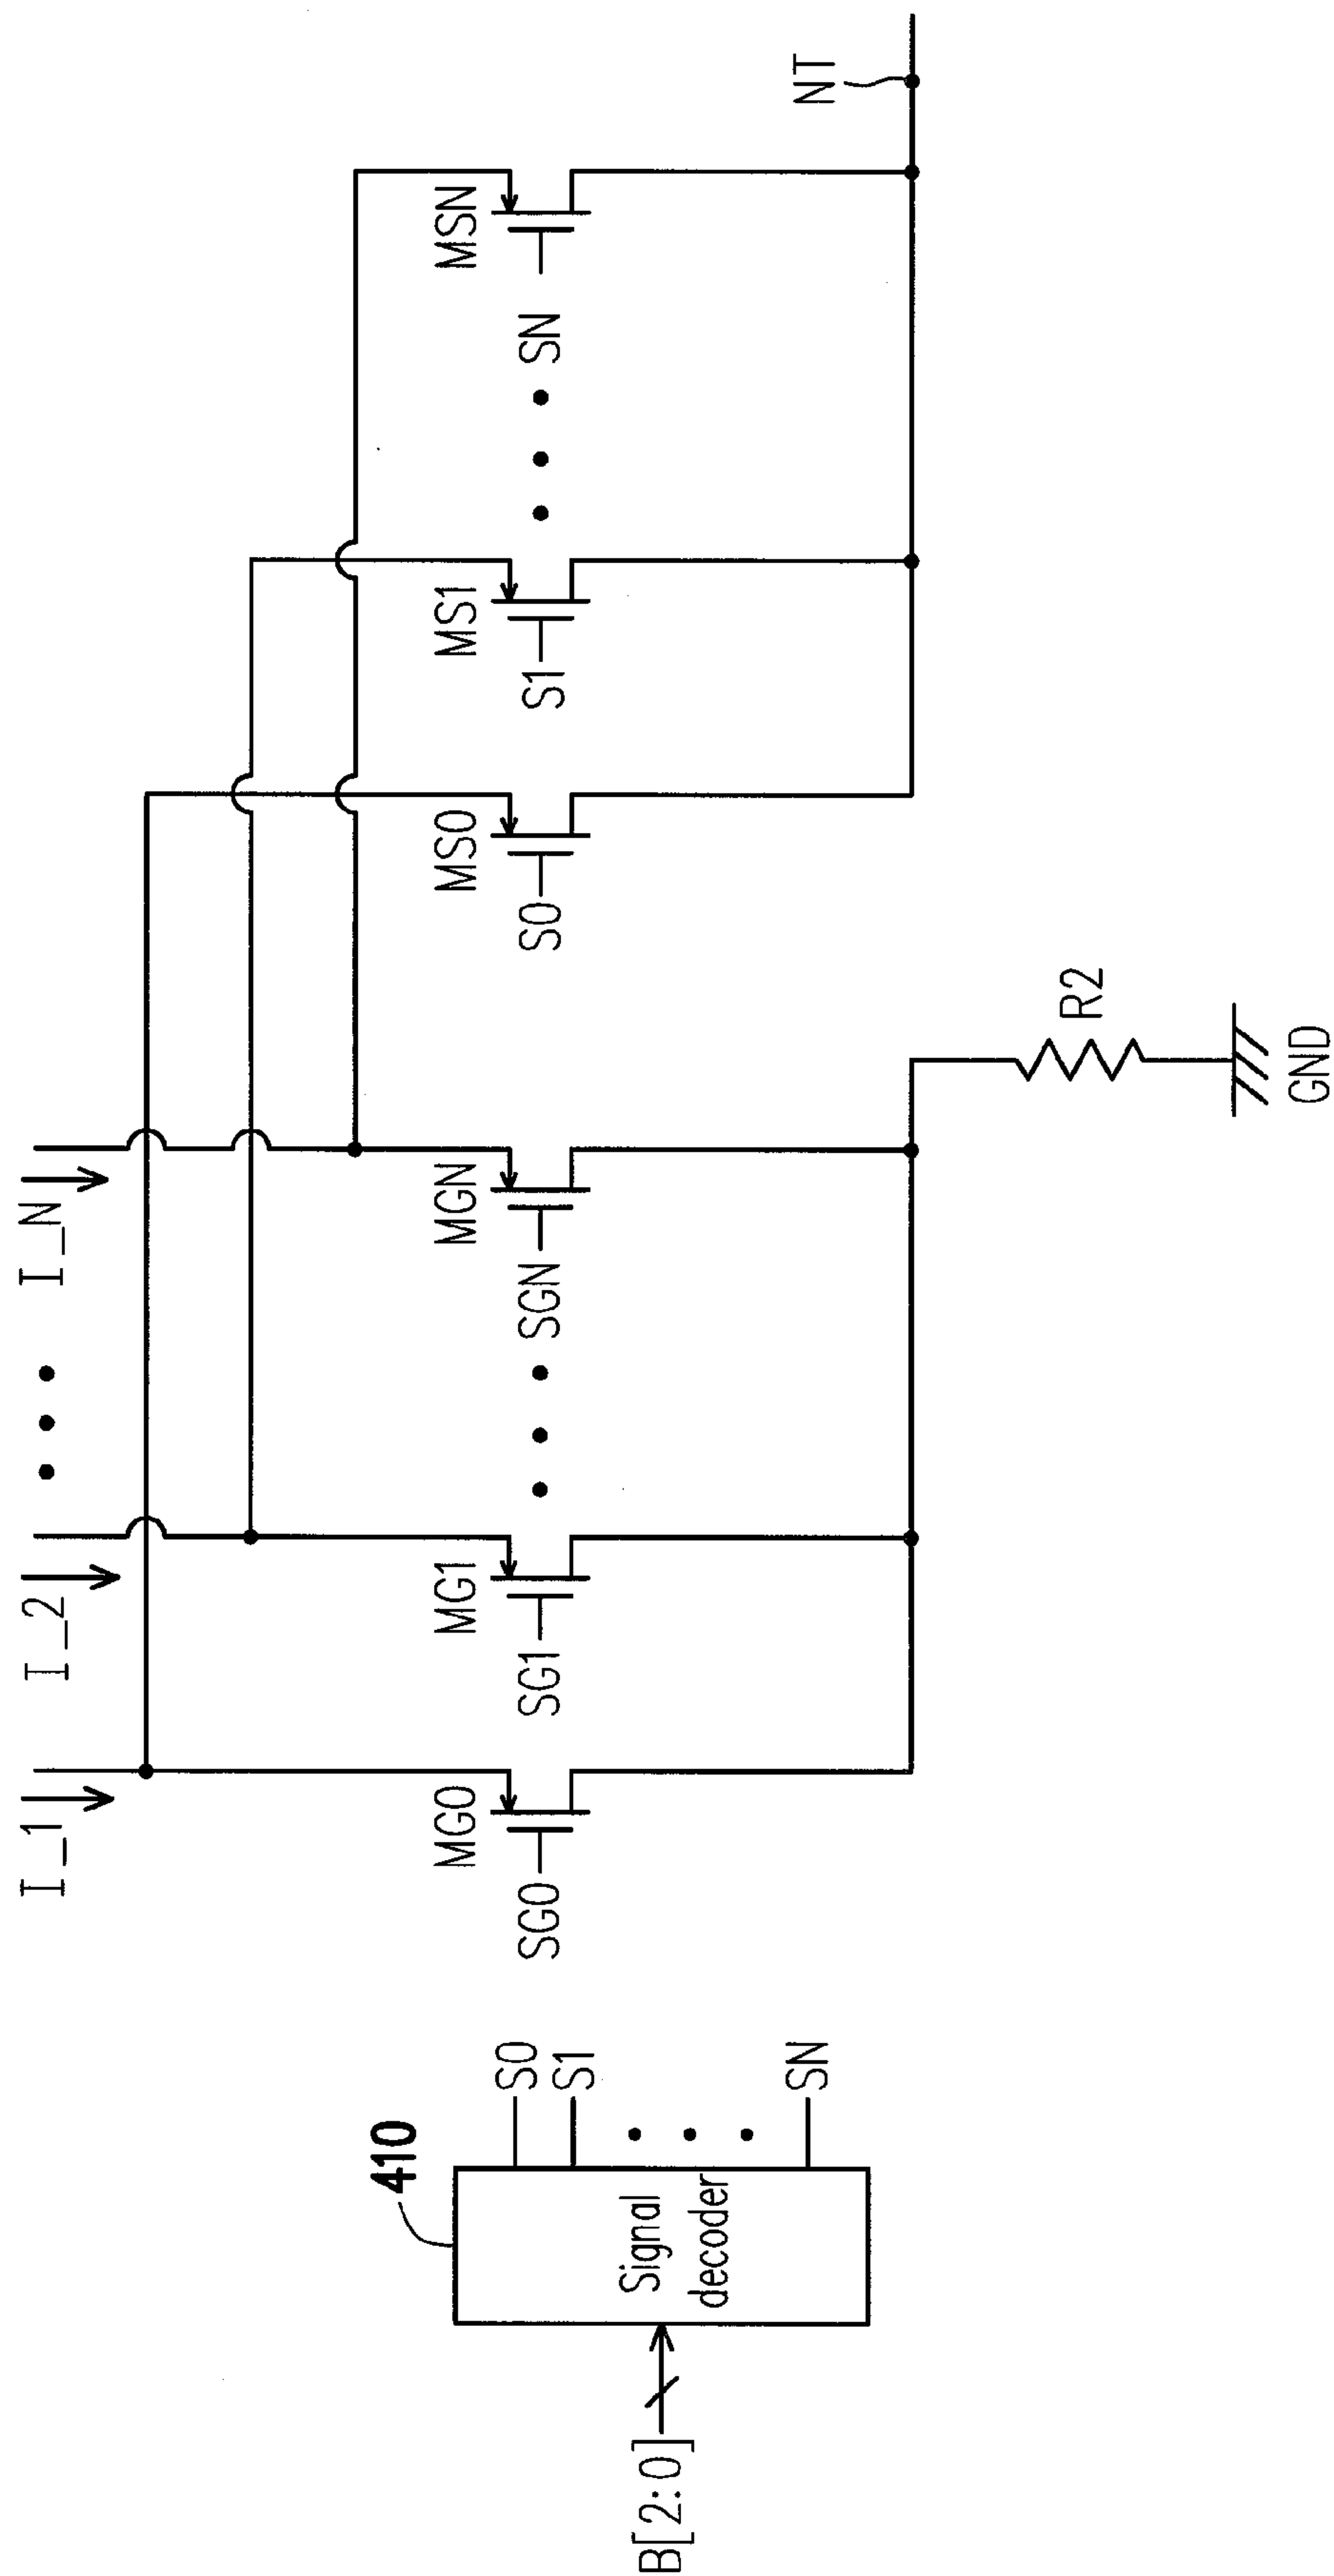 I_1
I_2
I_N
410
B[2:0]
Signal
decoder
S0
S1
SN
SG0
MG0
SG1
MG1
SGN
MGN
S0
MS0
S1
MS1
SN
MSN
NT
R2
GND